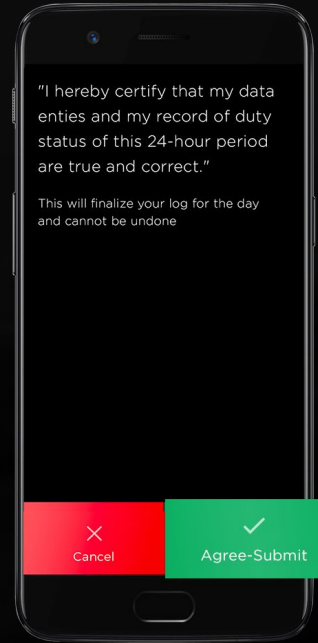 "I hereby certify that my data
enties and my record of duty
status of this 24-hour period
are true and correct."
This will finalize your log for the day
and cannot be undone
Cancel
Agree-Submit